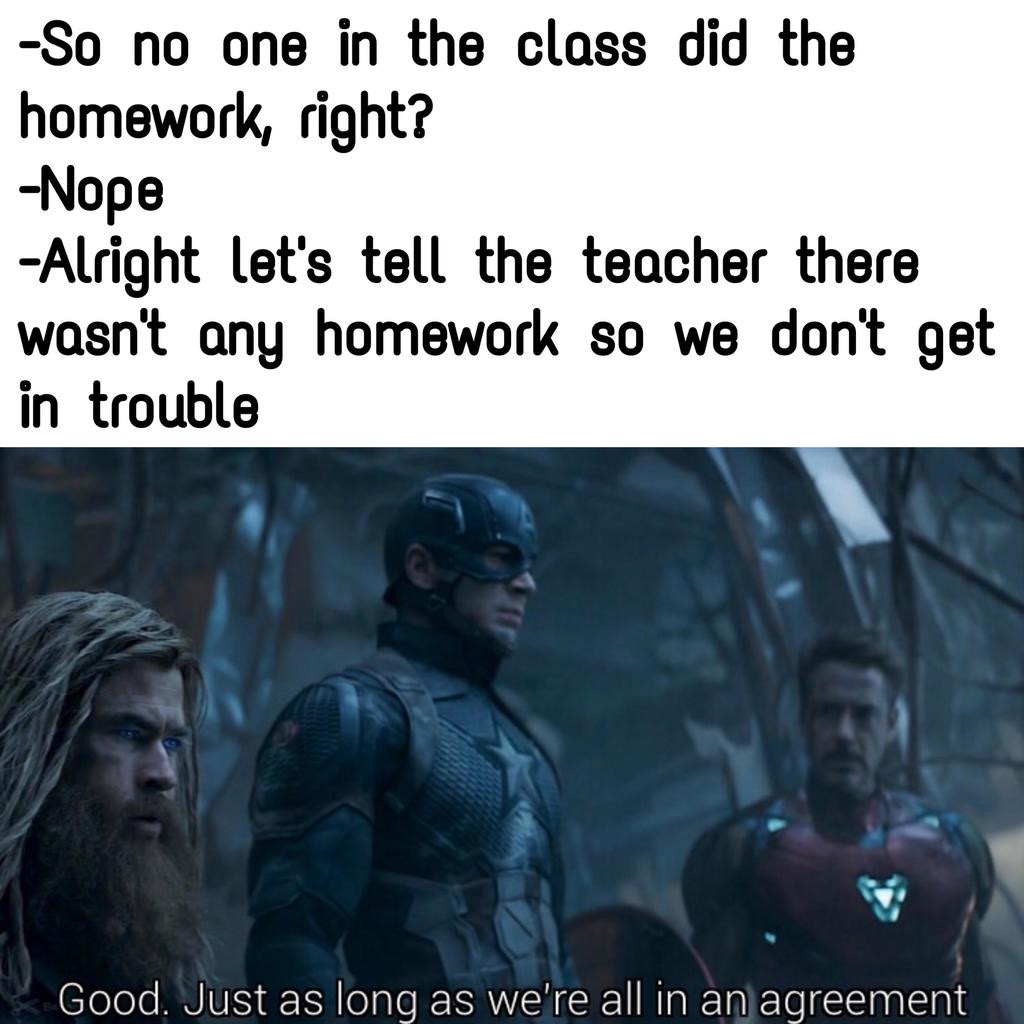 -So no one in the class did the
homework, right?
-Nope
-Alright let's tell the teacher there
wasn't any homework so we don't get
in trouble
Good. Just as long as we're all in an agreement